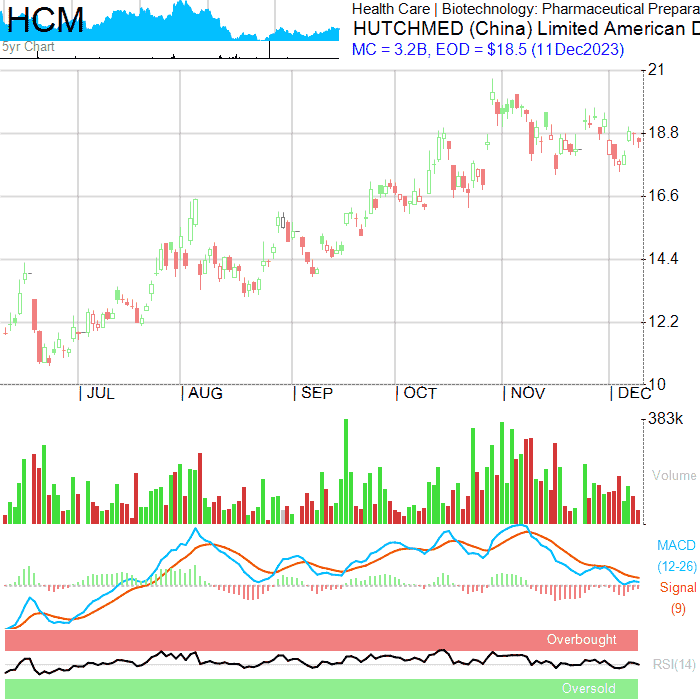 HCM
5yr Chart
Health Care | Biotechnology: Pharmaceutical Prepara
HUTCHMED (China) Limited American D
MC = 3.2B, EOD = $18.5 (11Dec2023)
21
18.8
16.6
14.4
12.2
10
JUL
AUG
SEP
OCT
NOV
DEC
383k
Volume
MACD
(12-26)
Signal
(9)
Overbought
RSI(14)
Oversold